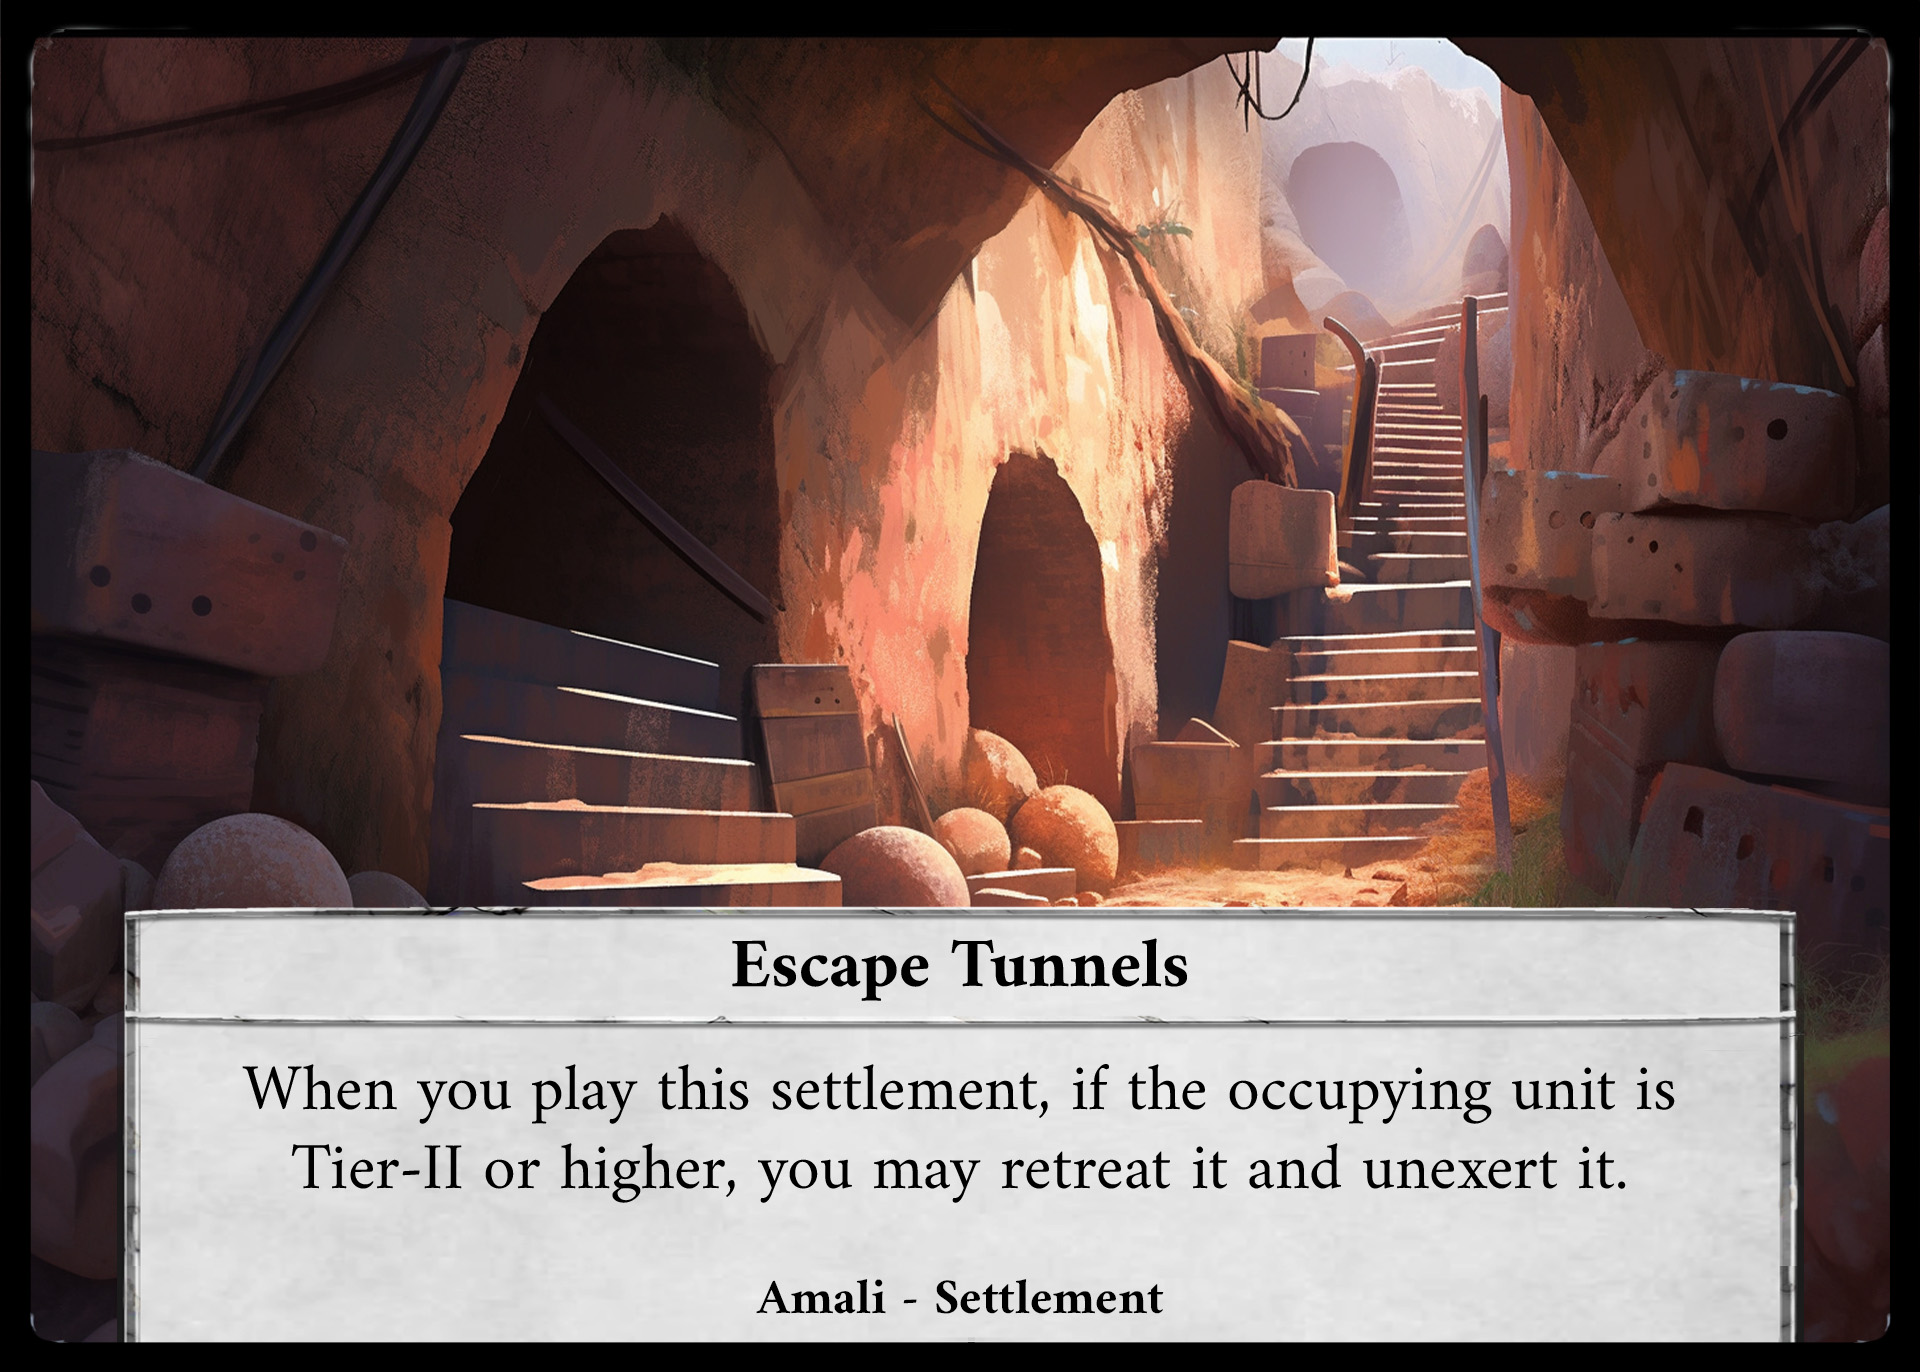 Escape Tunnels
When you play this settlement, if the occupying unit is
Tier-II or higher, you may retreat it and unexert it.
Amali - Settlement